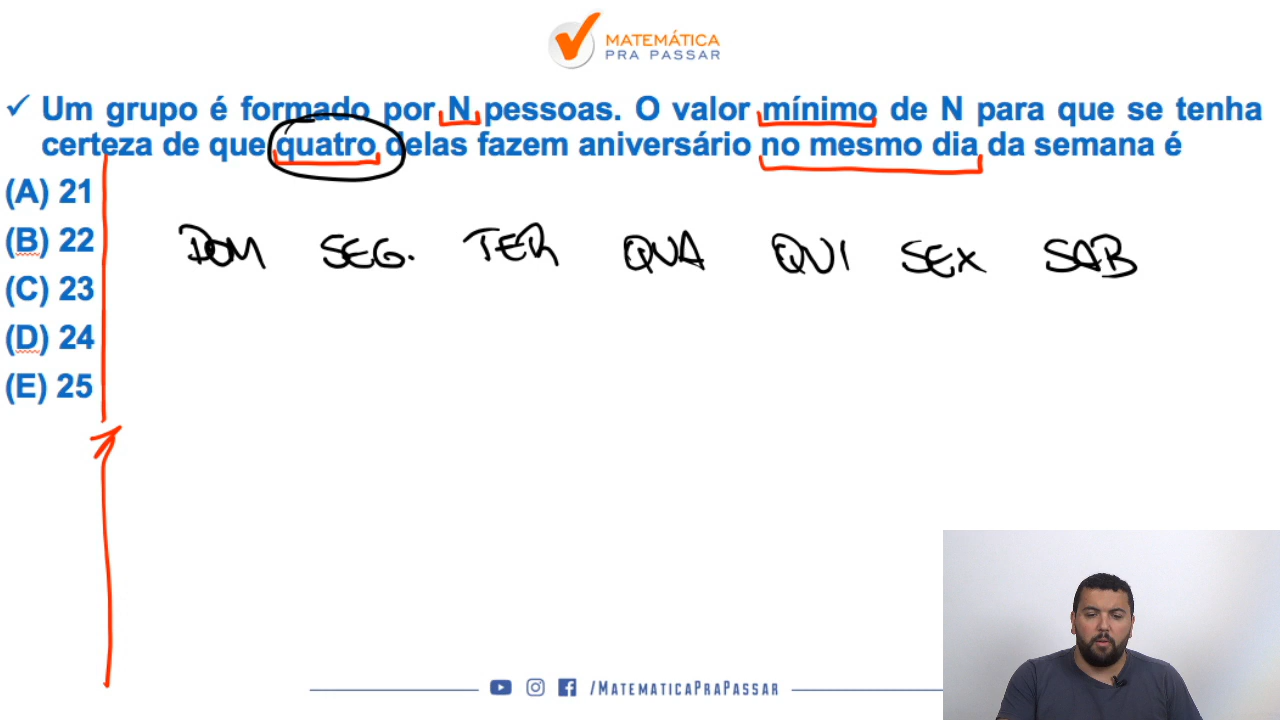 MATEMÁTICA
PRA PASSAR
✓ Um grupo é formado por N pessoas. O valor mínimo de N para que se tenha
certeza de que quatro delas fazem aniversário no mesmo dia da semana é
(A) 21
(B) 22
(C) 23
(D) 24
(E) 25
DOM SEG. TER QUA QUI SEX SAB
/MATEMATICAPRAPASSAR